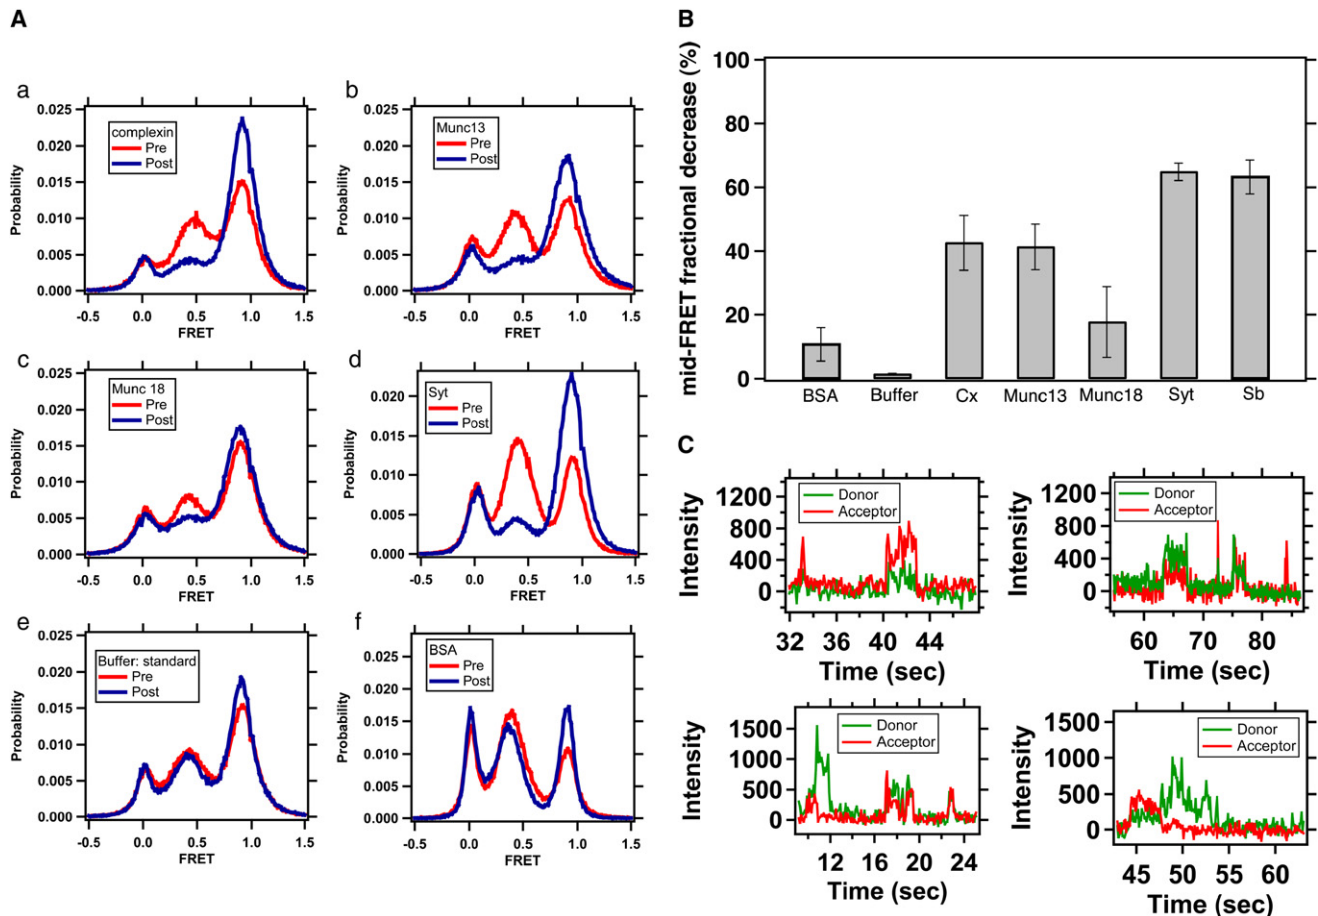 A
a
complexin
Pre
Post
0.025
0.020
0.015
0.010
0.005
0.000
Probability
-0.5 0.0 0.5 1.0 1.5
FRET
b
Munc13
Pre
Post
0.025
0.020
0.015
0.010
0.005
0.000
Probability
-0.5 0.0 0.5 1.0 1.5
FRET
c
Munc 18
Pre
Post
0.025
0.020
0.015
0.010
0.005
0.000
Probability
-0.5 0.0 0.5 1.0 1.5
FRET
d
Syt
Pre
Post
0.020
0.015
0.010
0.005
0.000
Probability
-0.5 0.0 0.5 1.0 1.5
FRET
e
Buffer: standard
Pre
Post
0.025
0.020
0.015
0.010
0.005
0.000
Probability
-0.5 0.0 0.5 1.0 1.5
FRET
f
BSA
Pre
Post
0.025
0.020
0.015
0.010
0.005
0.000
Probability
-0.5 0.0 0.5 1.0 1.5
FRET
B
mid-FRET fractional decrease (%)
100
80
60
40
20
0
BSA Buffer Cx Munc13 Munc18 Syt Sb
C
Intensity
1200
800
400
0
Donor
Acceptor
32 36 40 44
Time (sec)
Intensity
1200
800
400
0
Donor
Acceptor
60 70 80
Time (sec)
Intensity
1500
1000
500
0
Donor
Acceptor
12 16 20 24
Time (sec)
Intensity
1500
1000
500
0
Donor
Acceptor
45 50 55 60
Time (sec)